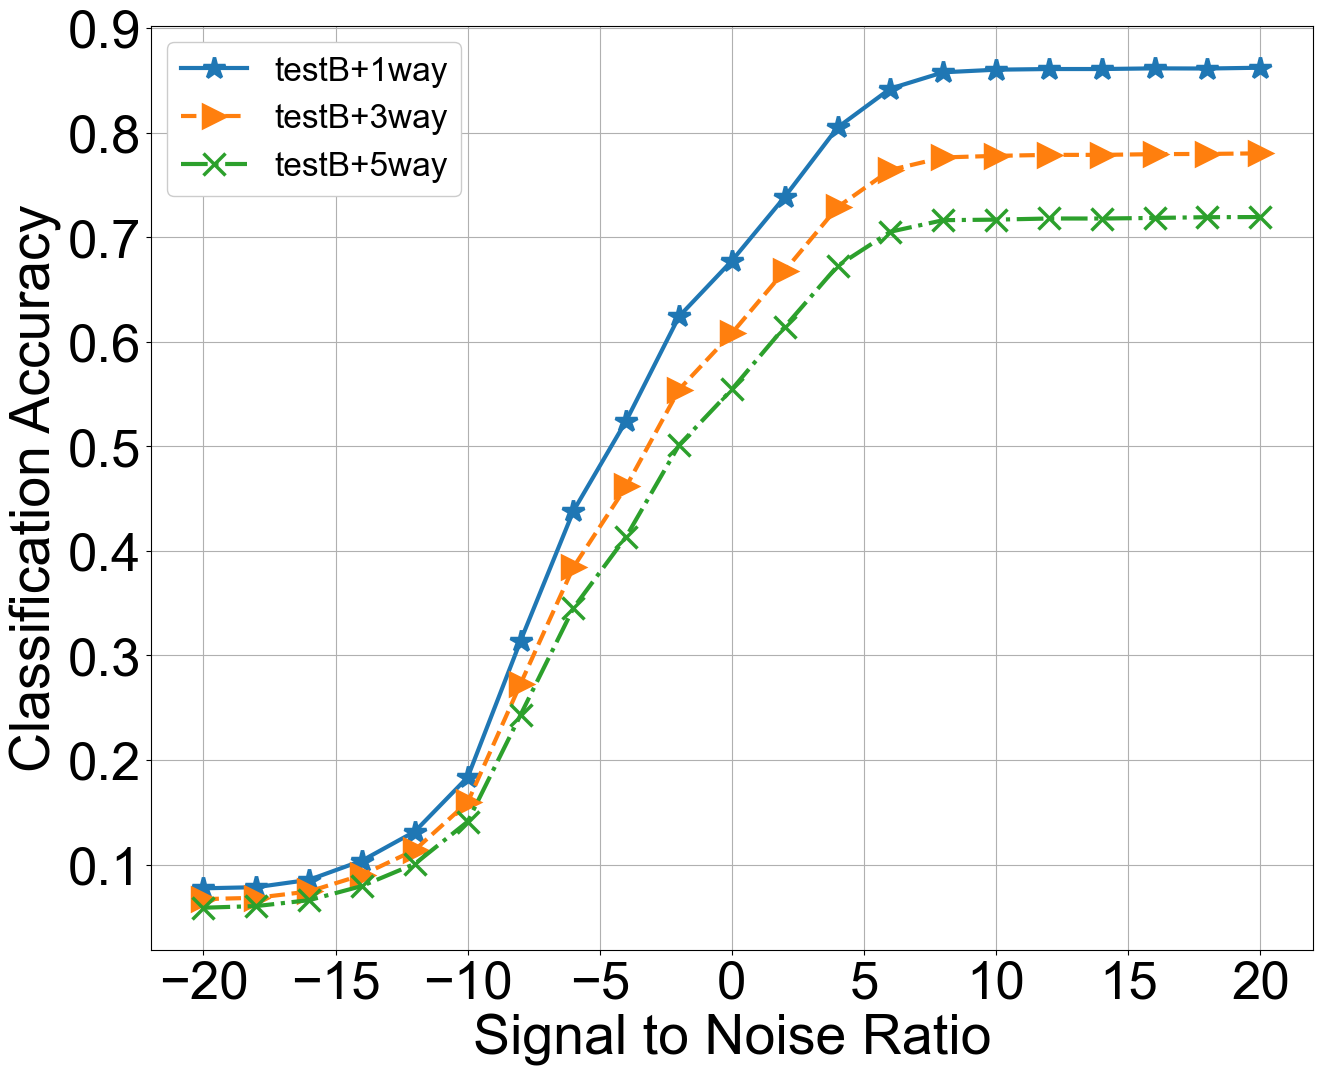 testB+1way
testB+3way
testB+5way
0.9
0.8
0.7
0.6
0.5
0.4
0.3
0.2
0.1
Classification Accuracy
−20 −15 −10 −5 0 5 10 15 20
Signal to Noise Ratio